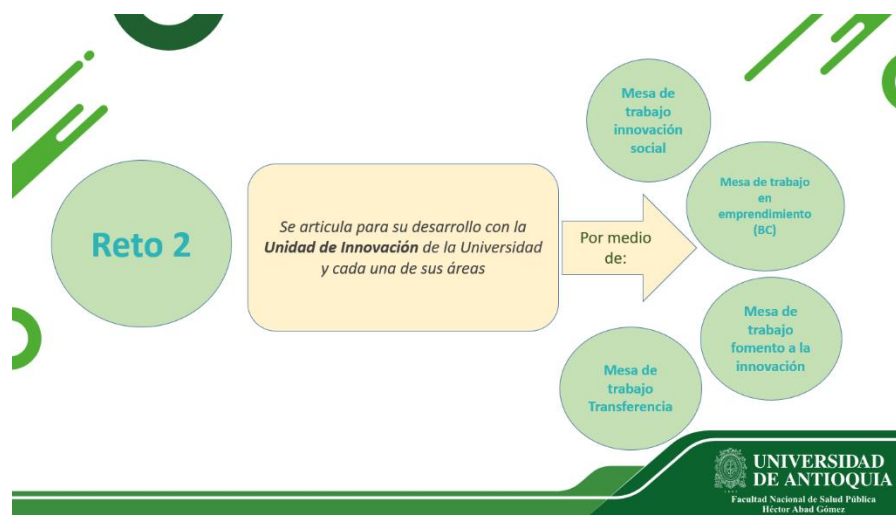 Reto 2
Se articula para su desarrollo con la
Unidad de Innovación de la Universidad
y cada una de sus áreas
Por medio
de:
Mesa de
trabajo
innovación
social
Mesa de trabajo
en
emprendimiento
(BC)
Mesa de
trabajo
fomento a la
innovación
Mesa de
trabajo
Transferencia
UNIVERSIDAD
DE ANTIOQUIA
Facultad Nacional de Salud Pública
Héctor Abad Gómez